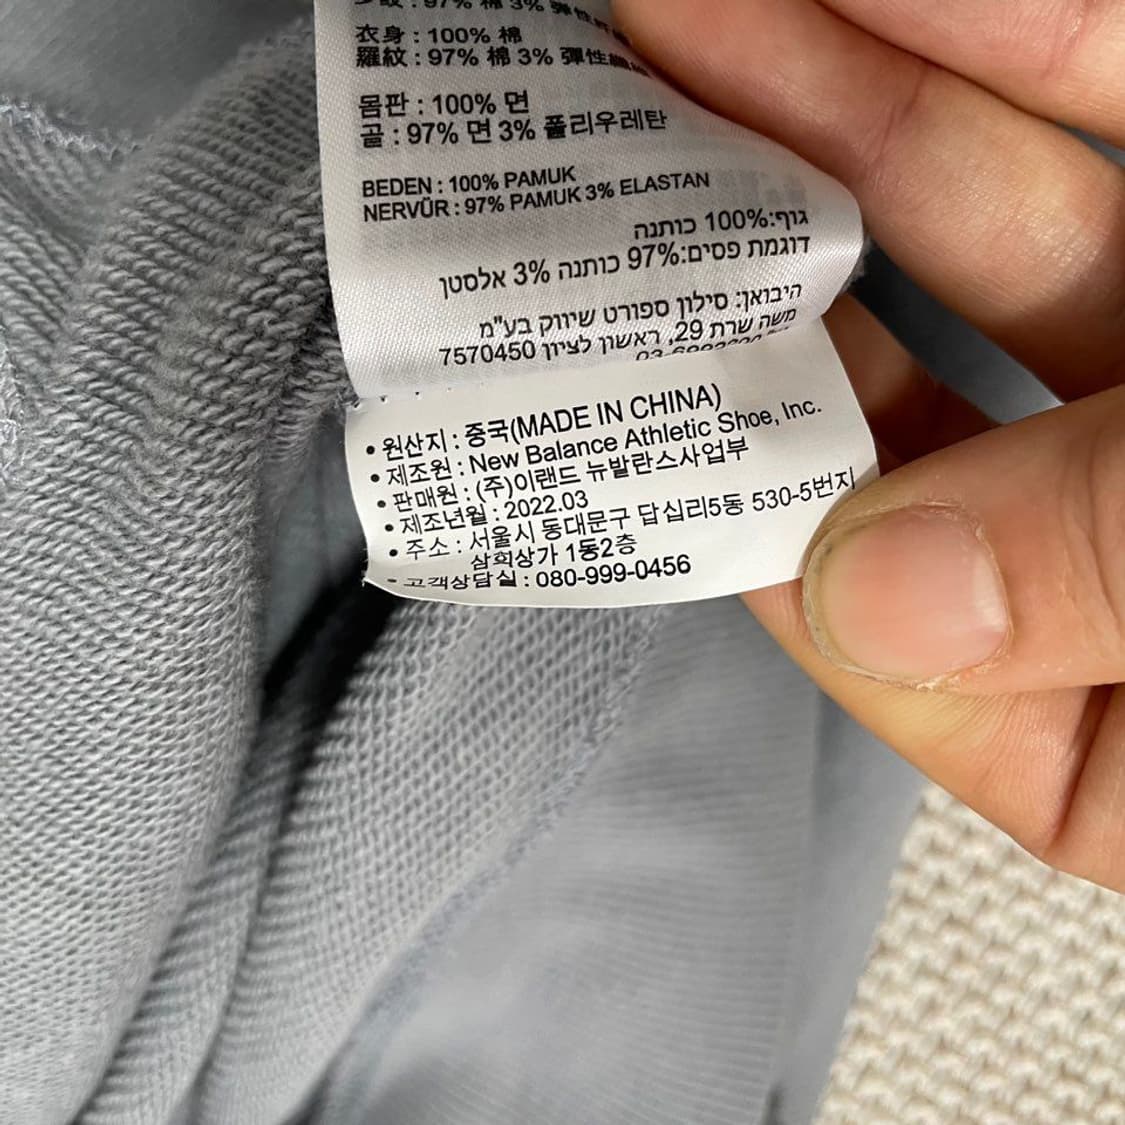 97% 棉 3% 彈性
衣身 : 100% 棉
羅紋 : 97% 棉 3% 彈性纖維
몸판 : 100% 면
골 : 97% 면 3% 폴리우레탄
BEDEN : 100% PAMUK
NERVÜR : 97% PAMUK 3% ELASTAN
גוף:100% כותנה
דוגמת פסים:97% כותנה 3% אלסטן
היבואן: סילון ספורט שיווק בע"מ
משה שרת 29, ראשון לציון 7570450
• 원산지 : 중국(MADE IN CHINA)
• 제조원 : New Balance Athletic Shoe, Inc.
• 판매원 : (주)이랜드 뉴발란스사업부
• 제조년월 : 2022.03
• 주소 : 서울시 동대문구 답십리5동 530-5번지
삼희상가 1동2층
• 고객상담실 : 080-999-0456